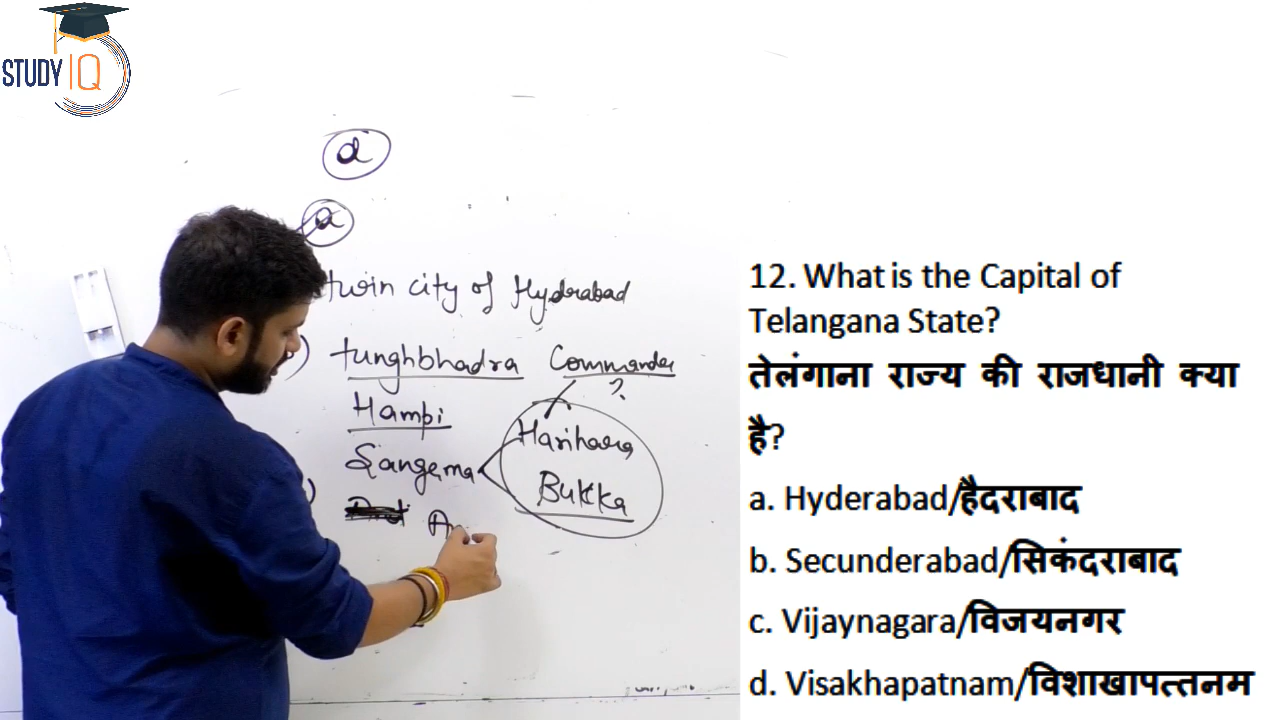 STUDY IQ
a
a
twin city of Hyderabad
) tunghbhadra Commander
?
Hampi
Harihara
Sangema
Bukka
)
12. What is the Capital of
Telangana State?
तेलंगाना राज्य की राजधानी क्या
है?
a. Hyderabad/हैदराबाद
b. Secunderabad/सिकंदराबाद
c. Vijaynagara/विजयनगर
d. Visakhapatnam/विशाखापत्तनम